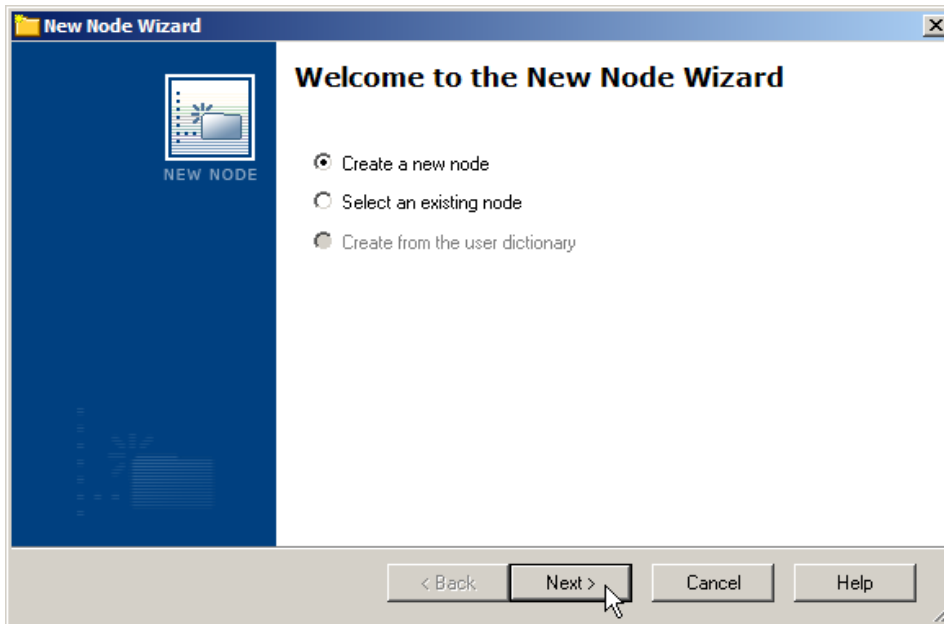 New Node Wizard
Welcome to the New Node Wizard
NEW NODE
Create a new node
Select an existing node
Create from the user dictionary
< Back Next > Cancel Help